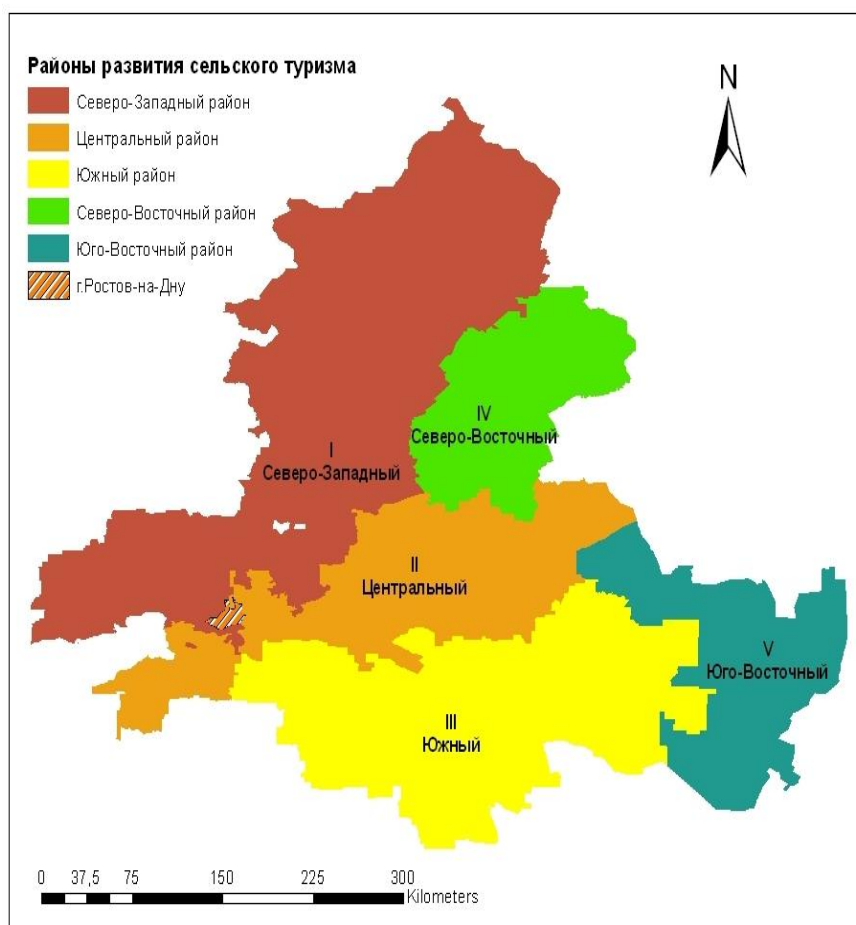 Районы развития сельского туризма
Северо-Западный район
Центральный район
Южный район
Северо-Восточный район
Юго-Восточный район
г.Ростов-на-Дну
N
IV
Северо-Восточный
I
Северо-Западный
II
Центральный
V
Юго-Восточный
III
Южный
0 37,5 75 150 225 300
Kilometers